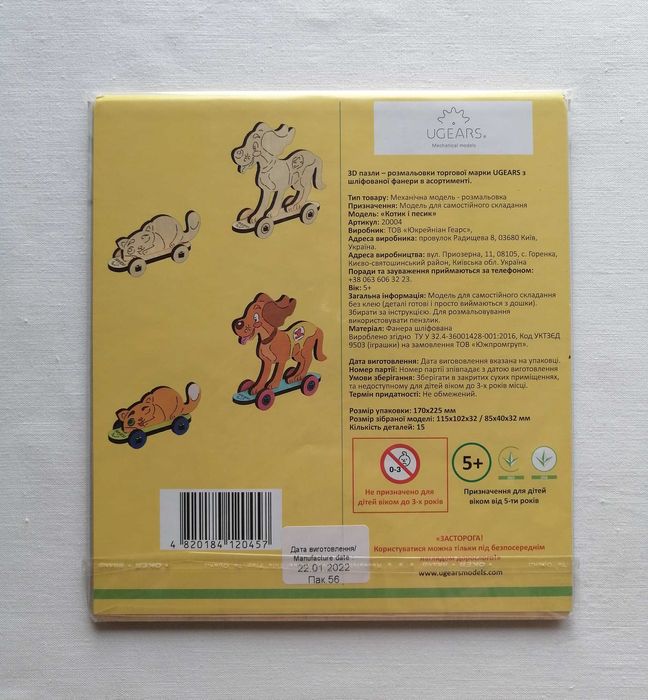 UGEARS®
Mechanical models
3D пазли – розмальовки торгової марки UGEARS з
шліфованої фанери в асортименті.
Тип товару: Механічна модель - розмальовка
Призначення: Модель для самостійного складання
Модель: «Котик і песик»
Артикул: 20004
Виробник: ТОВ «Юкрейніан Геарс»
Адреса виробника: провулок Радищева 8, 03680 Київ,
Україна.
Адреса виробництва: вул. Приозерна, 11, 08105, с. Горенка,
Києво-святошинський район, Київська обл. Україна
Поради та зауваження приймаються за телефоном:
+38 063 606 32 23.
Вік: 5+
Загальна інформація: Модель для самостійного складання
без клею (деталі готові і просто виймаються з дошки).
Збирати за інструкцією. Для розмальовування
використовувати пензлик.
Матеріал: Фанера шліфована
Вироблено згідно ТУ У 32.4-36001428-001:2016, Код УКТЗЕД
9503 (іграшки) на замовлення ТОВ «Южпромгруп».
Дата виготовлення: Дата вигововлення вказана на упаковці.
Номер партії: Номер партії співпадає з датою виготовлення
Умови зберігання: Зберігати в закритих сухих приміщеннях,
та недоступному для дітей віком до 3-х років місці.
Термін придатності: Не обмежений.
Розмір упаковки: 170х225 мм
Розмір зібраної моделі: 115х102х32 / 85х40х32 мм
Кількість деталей: 15
0-3
Не призначено для
дітей віком до 3-х років
5+
Призначення для дітей
віком від 5-ти років
4 820184 120457
Дата виготовлення/
Manufacture date
22.01 2022
Пак 56
«ЗАСТОРОГА!
Користуватися можна тільки під безпосереднім
наглядом дорослого!»
www.ugearsmodels.com